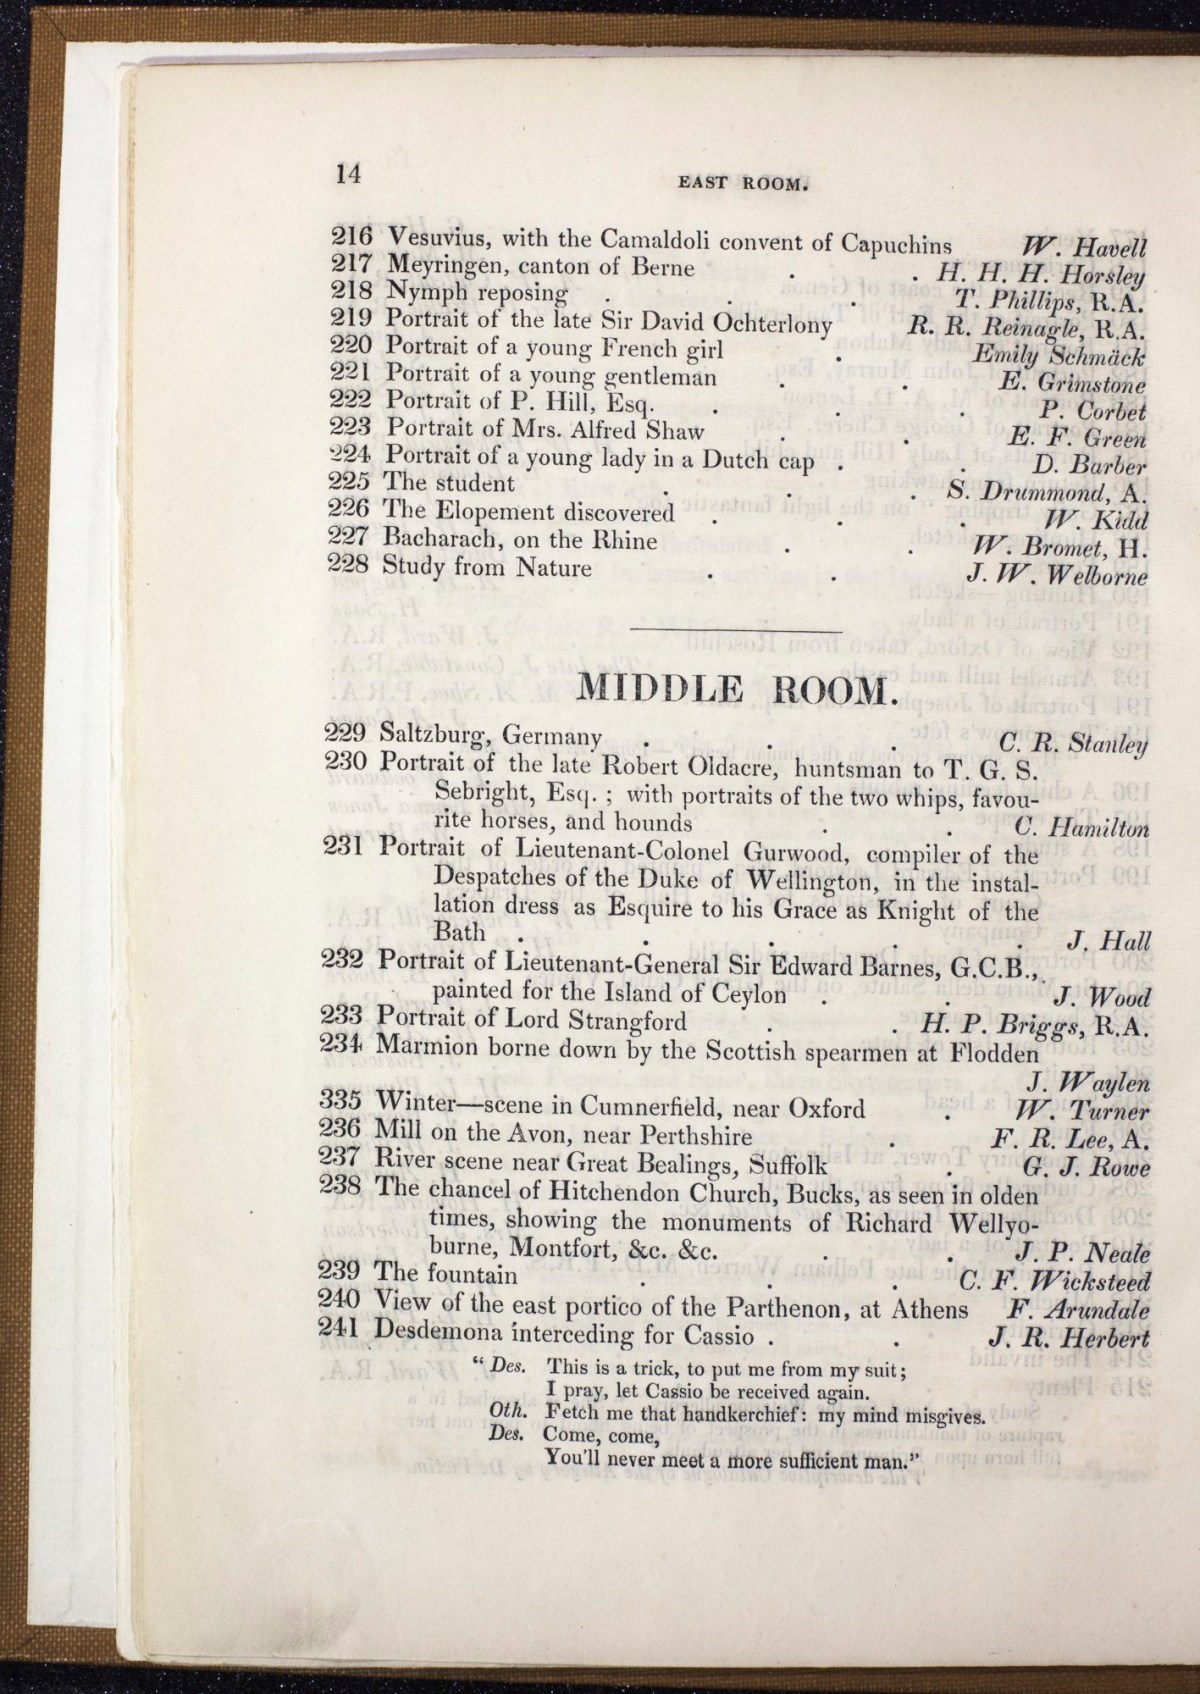 14
EAST ROOM.
216 Vesuvius, with the Camaldoli convent of Capuchins W. Havell
217 Meyringen, canton of Berne . . H. H. H. Horsley
218 Nymph reposing . . . T. Phillips, R.A.
219 Portrait of the late Sir David Ochterlony R. R. Reinagle, R.A.
220 Portrait of a young French girl . Emily Schmäck
221 Portrait of a young gentleman . . E. Grimstone
222 Portrait of P. Hill, Esq. . . . P. Corbet
223 Portrait of Mrs. Alfred Shaw . . E. F. Green
224 Portrait of a young lady in a Dutch cap . . D. Barber
225 The student . . . S. Drummond, A.
226 The Elopement discovered . . . W. Kidd
227 Bacharach, on the Rhine . . W. Bromet, H.
228 Study from Nature . . J. W. Welborne
MIDDLE ROOM.
229 Saltzburg, Germany . . . C. R. Stanley
230 Portrait of the late Robert Oldacre, huntsman to T. G. S.
Sebright, Esq. ; with portraits of the two whips, favou-
rite horses, and hounds . . C. Hamilton
231 Portrait of Lieutenant-Colonel Gurwood, compiler of the
Despatches of the Duke of Wellington, in the instal-
lation dress as Esquire to his Grace as Knight of the
Bath . . . . . J. Hall
232 Portrait of Lieutenant-General Sir Edward Barnes, G.C.B.,
painted for the Island of Ceylon . . J. Wood
233 Portrait of Lord Strangford . . H. P. Briggs, R.A.
234 Marmion borne down by the Scottish spearmen at Flodden
J. Waylen
335 Winter—scene in Cumnerfield, near Oxford . W. Turner
236 Mill on the Avon, near Perthshire . F. R. Lee, A.
237 River scene near Great Bealings, Suffolk . G. J. Rowe
238 The chancel of Hitchendon Church, Bucks, as seen in olden
times, showing the monuments of Richard Wellyo-
burne, Montfort, &c. &c. . . J. P. Neale
239 The fountain . . . C. F. Wicksteed
240 View of the east portico of the Parthenon, at Athens F. Arundale
241 Desdemona interceding for Cassio . . J. R. Herbert
“ Des. This is a trick, to put me from my suit ;
I pray, let Cassio be received again.
Oth. Fetch me that handkerchief: my mind misgives.
Des. Come, come,
You'll never meet a more sufficient man.”